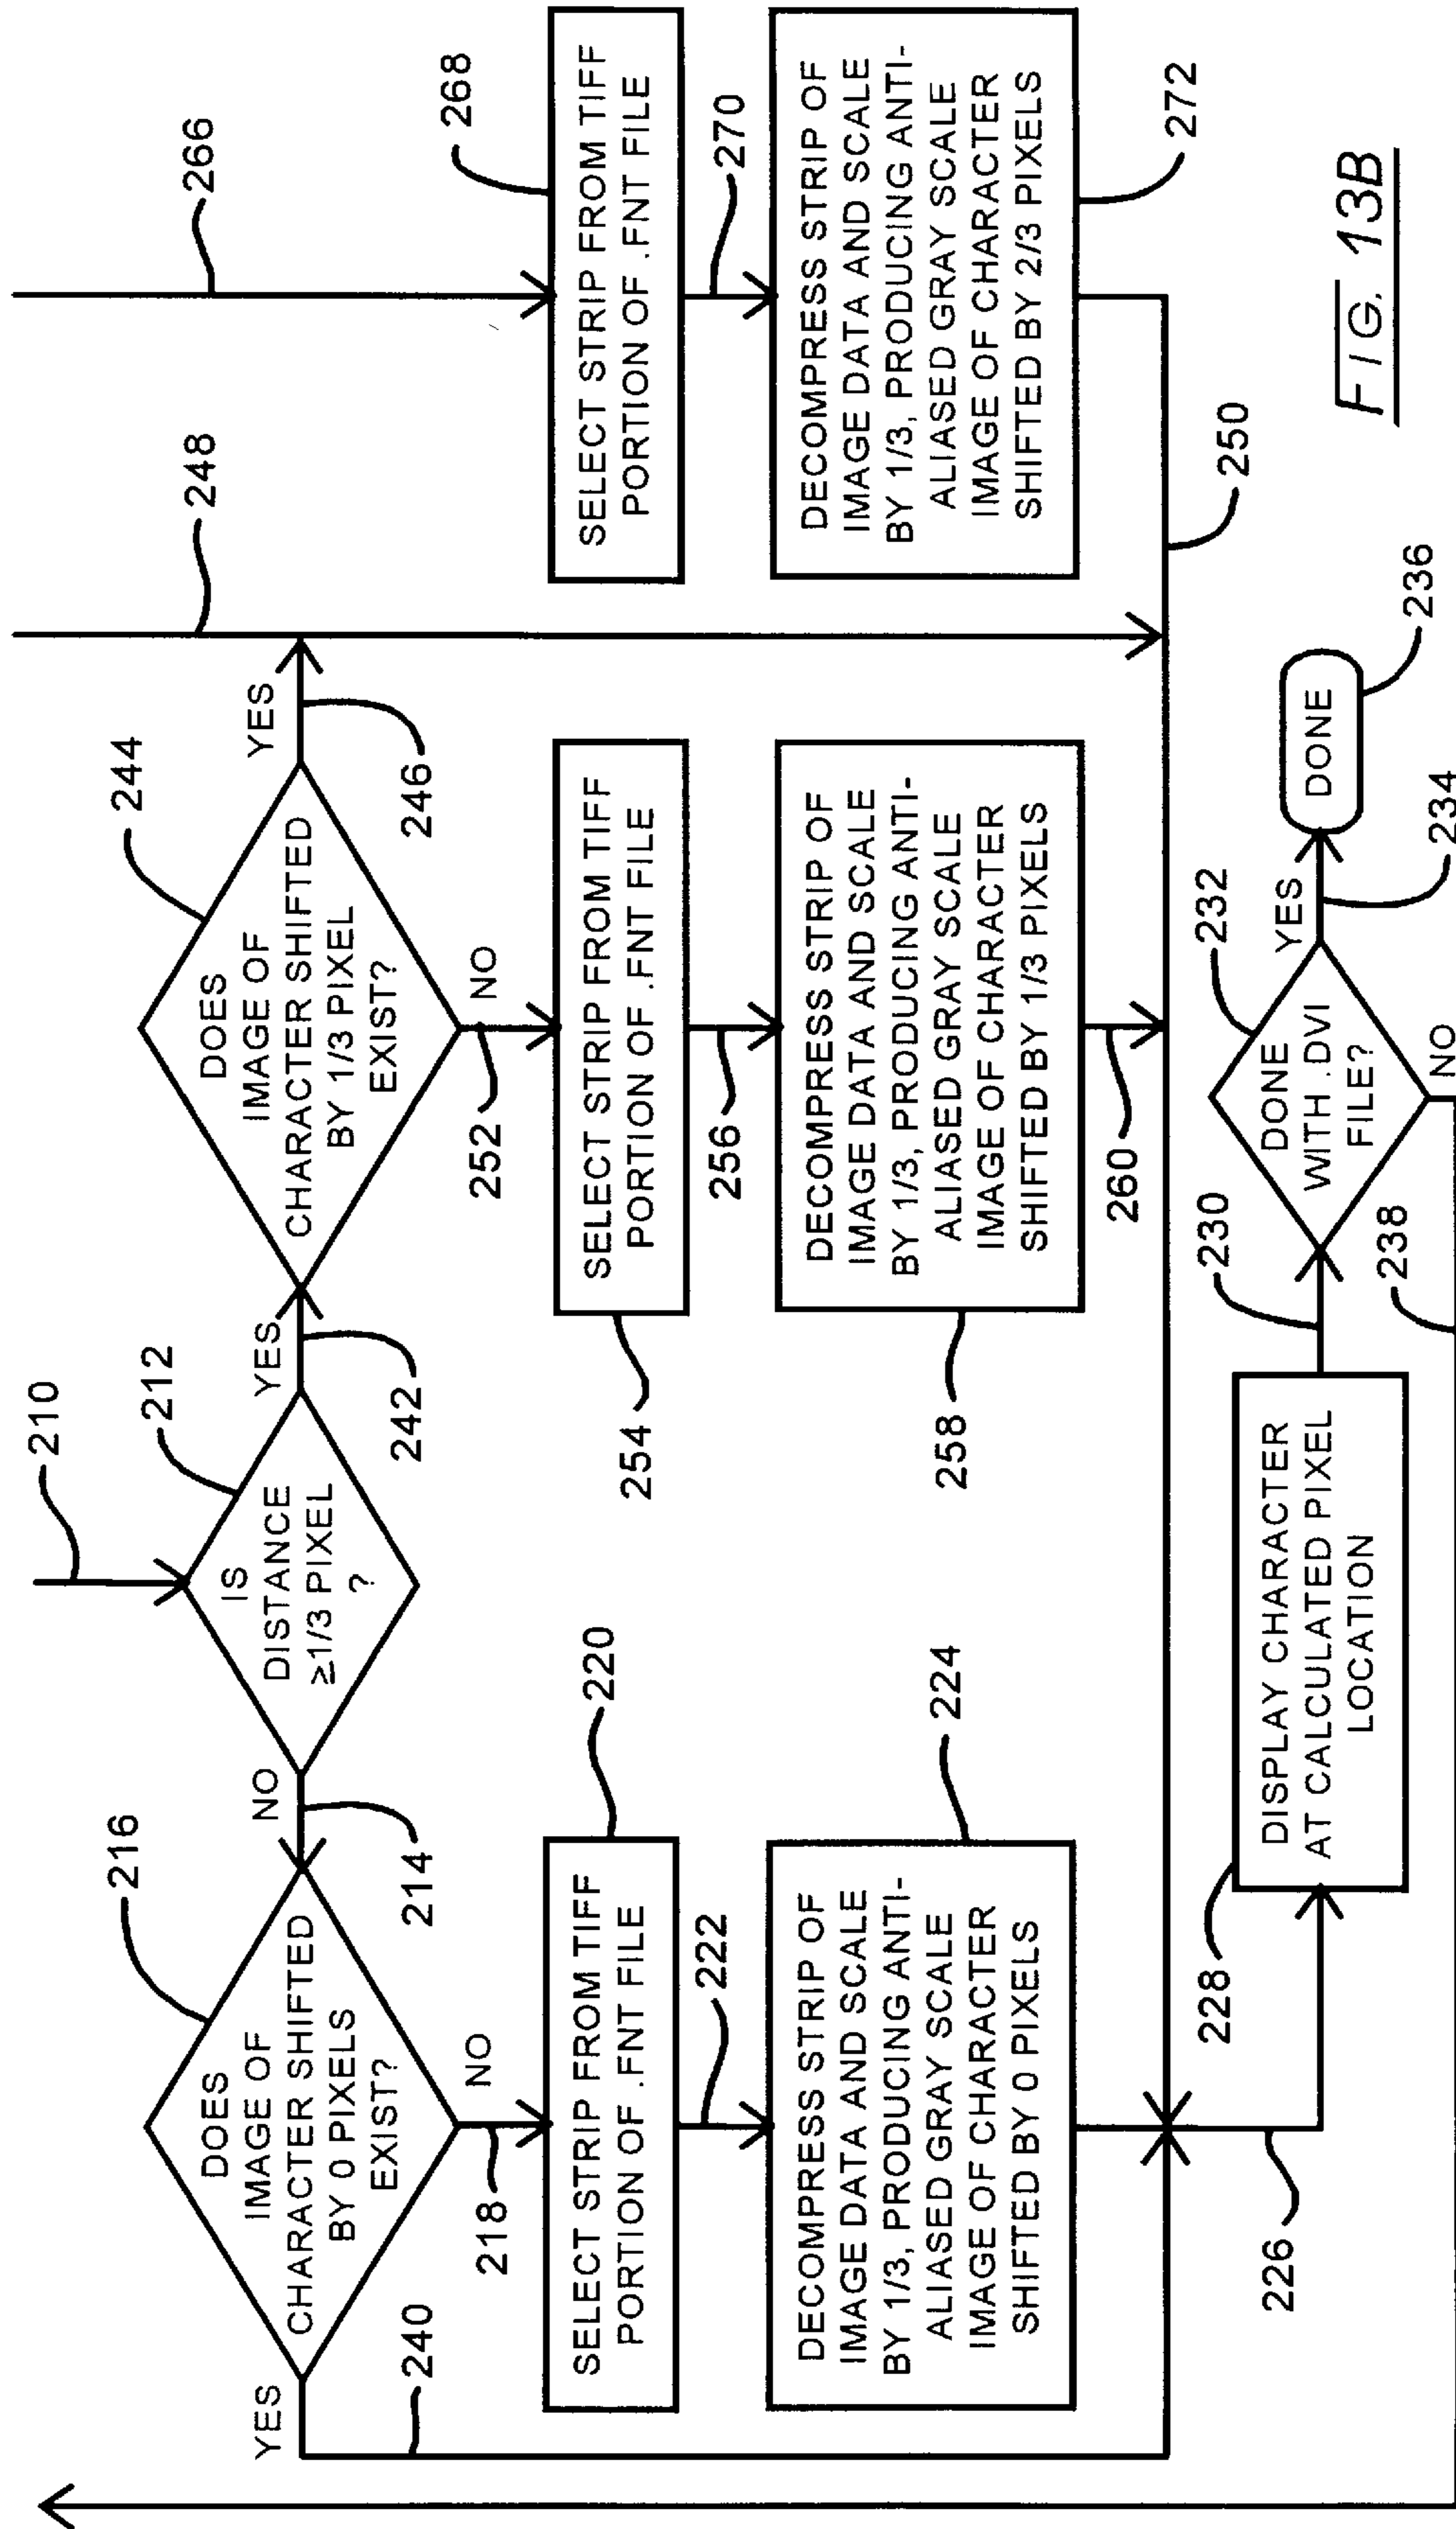 210
212
IS
DISTANCE
≥1/3 PIXEL
?
NO
214
YES
242
216
DOES
IMAGE OF
CHARACTER SHIFTED
BY 0 PIXELS
EXIST?
YES
240
NO
218
220
SELECT STRIP FROM TIFF
PORTION OF .FNT FILE
222
224
DECOMPRESS STRIP OF
IMAGE DATA AND SCALE
BY 1/3, PRODUCING ANTI-
ALIASED GRAY SCALE
IMAGE OF CHARACTER
SHIFTED BY 0 PIXELS
244
DOES
IMAGE OF
CHARACTER SHIFTED
BY 1/3 PIXEL
EXIST?
YES
246
248
NO
252
SELECT STRIP FROM TIFF
PORTION OF .FNT FILE
254
256
DECOMPRESS STRIP OF
IMAGE DATA AND SCALE
BY 1/3, PRODUCING ANTI-
ALIASED GRAY SCALE
IMAGE OF CHARACTER
SHIFTED BY 1/3 PIXELS
258
260
266
268
SELECT STRIP FROM TIFF
PORTION OF .FNT FILE
270
DECOMPRESS STRIP OF
IMAGE DATA AND SCALE
BY 1/3, PRODUCING ANTI-
ALIASED GRAY SCALE
IMAGE OF CHARACTER
SHIFTED BY 2/3 PIXELS
272
250
226
228
DISPLAY CHARACTER
AT CALCULATED PIXEL
LOCATION
230
232
DONE
WITH .DVI
FILE?
YES
234
DONE
236
NO
238
FIG. 13B